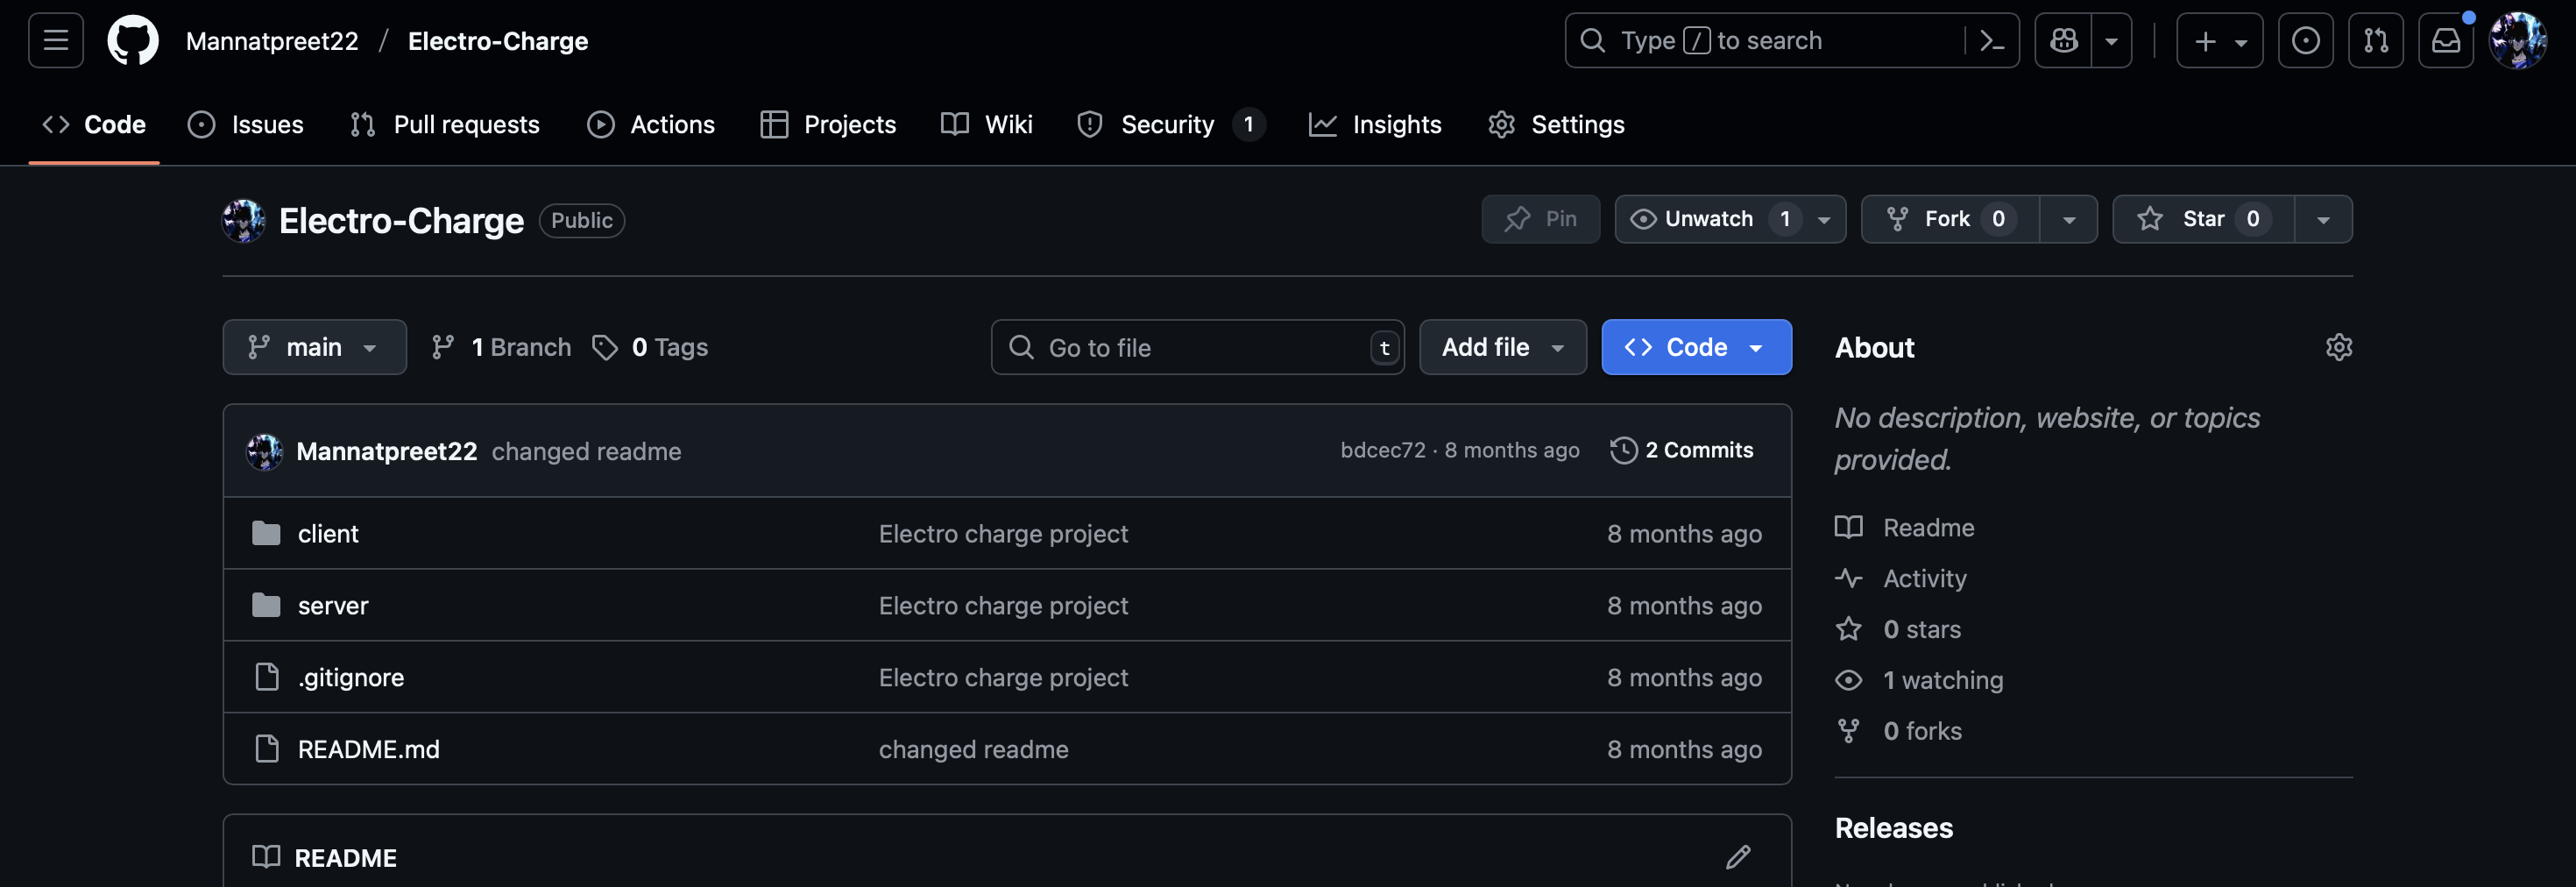 Mannatpreet22 / Electro-Charge
Type / to search
Code
Issues
Pull requests
Actions
Projects
Wiki
Security 1
Insights
Settings
Electro-Charge Public
Pin
Unwatch 1
Fork 0
Star 0
main
1 Branch
0 Tags
Go to file t
Add file
Code
Mannatpreet22 changed readme bdcec72 · 8 months ago 2 Commits
client Electro charge project 8 months ago
server Electro charge project 8 months ago
.gitignore Electro charge project 8 months ago
README.md changed readme 8 months ago
README
About
No description, website, or topics
provided.
Readme
Activity
0 stars
1 watching
0 forks
Releases